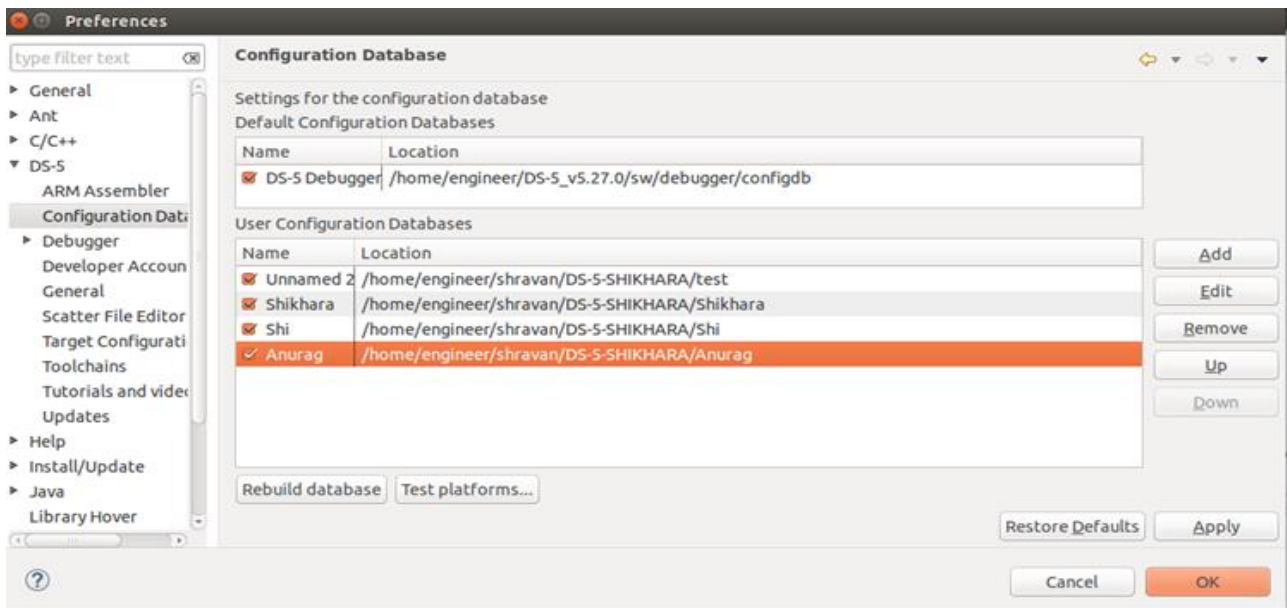 Preferences
type filter text
General
Ant
C/C++
DS-5
ARM Assembler
Configuration Data
Debugger
Developer Accoun
General
Scatter File Editor
Target Configurati
Toolchains
Tutorials and video
Updates
Help
Install/Update
Java
Library Hover
Configuration Database
Settings for the configuration database
Default Configuration Databases
Name Location
DS-5 Debugger /home/engineer/DS-5_v5.27.0/sw/debugger/configdb
User Configuration Databases
Name Location
Unnamed 2 /home/engineer/shravan/DS-5-SHIKHARA/test
Shikhara /home/engineer/shravan/DS-5-SHIKHARA/Shikhara
Shi /home/engineer/shravan/DS-5-SHIKHARA/Shi
Anurag /home/engineer/shravan/DS-5-SHIKHARA/Anurag
Add
Edit
Remove
Up
Down
Rebuild database Test platforms...
Restore Defaults Apply
? Cancel OK